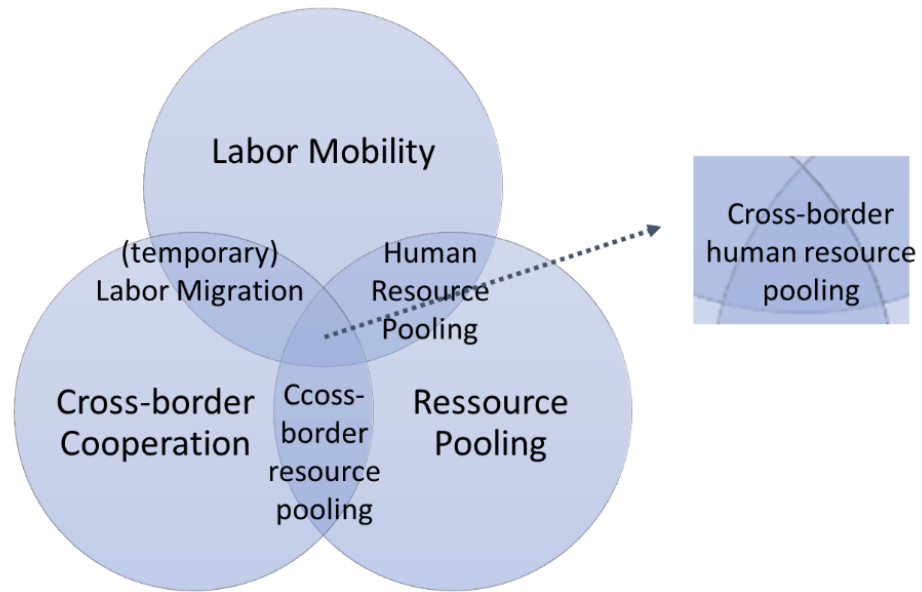 Labor Mobility
(temporary)
Labor Migration
Human
Resource
Pooling
Cross-border
human resource
pooling
Cross-border
Cooperation
Ccoss-
border
resource
pooling
Ressource
Pooling